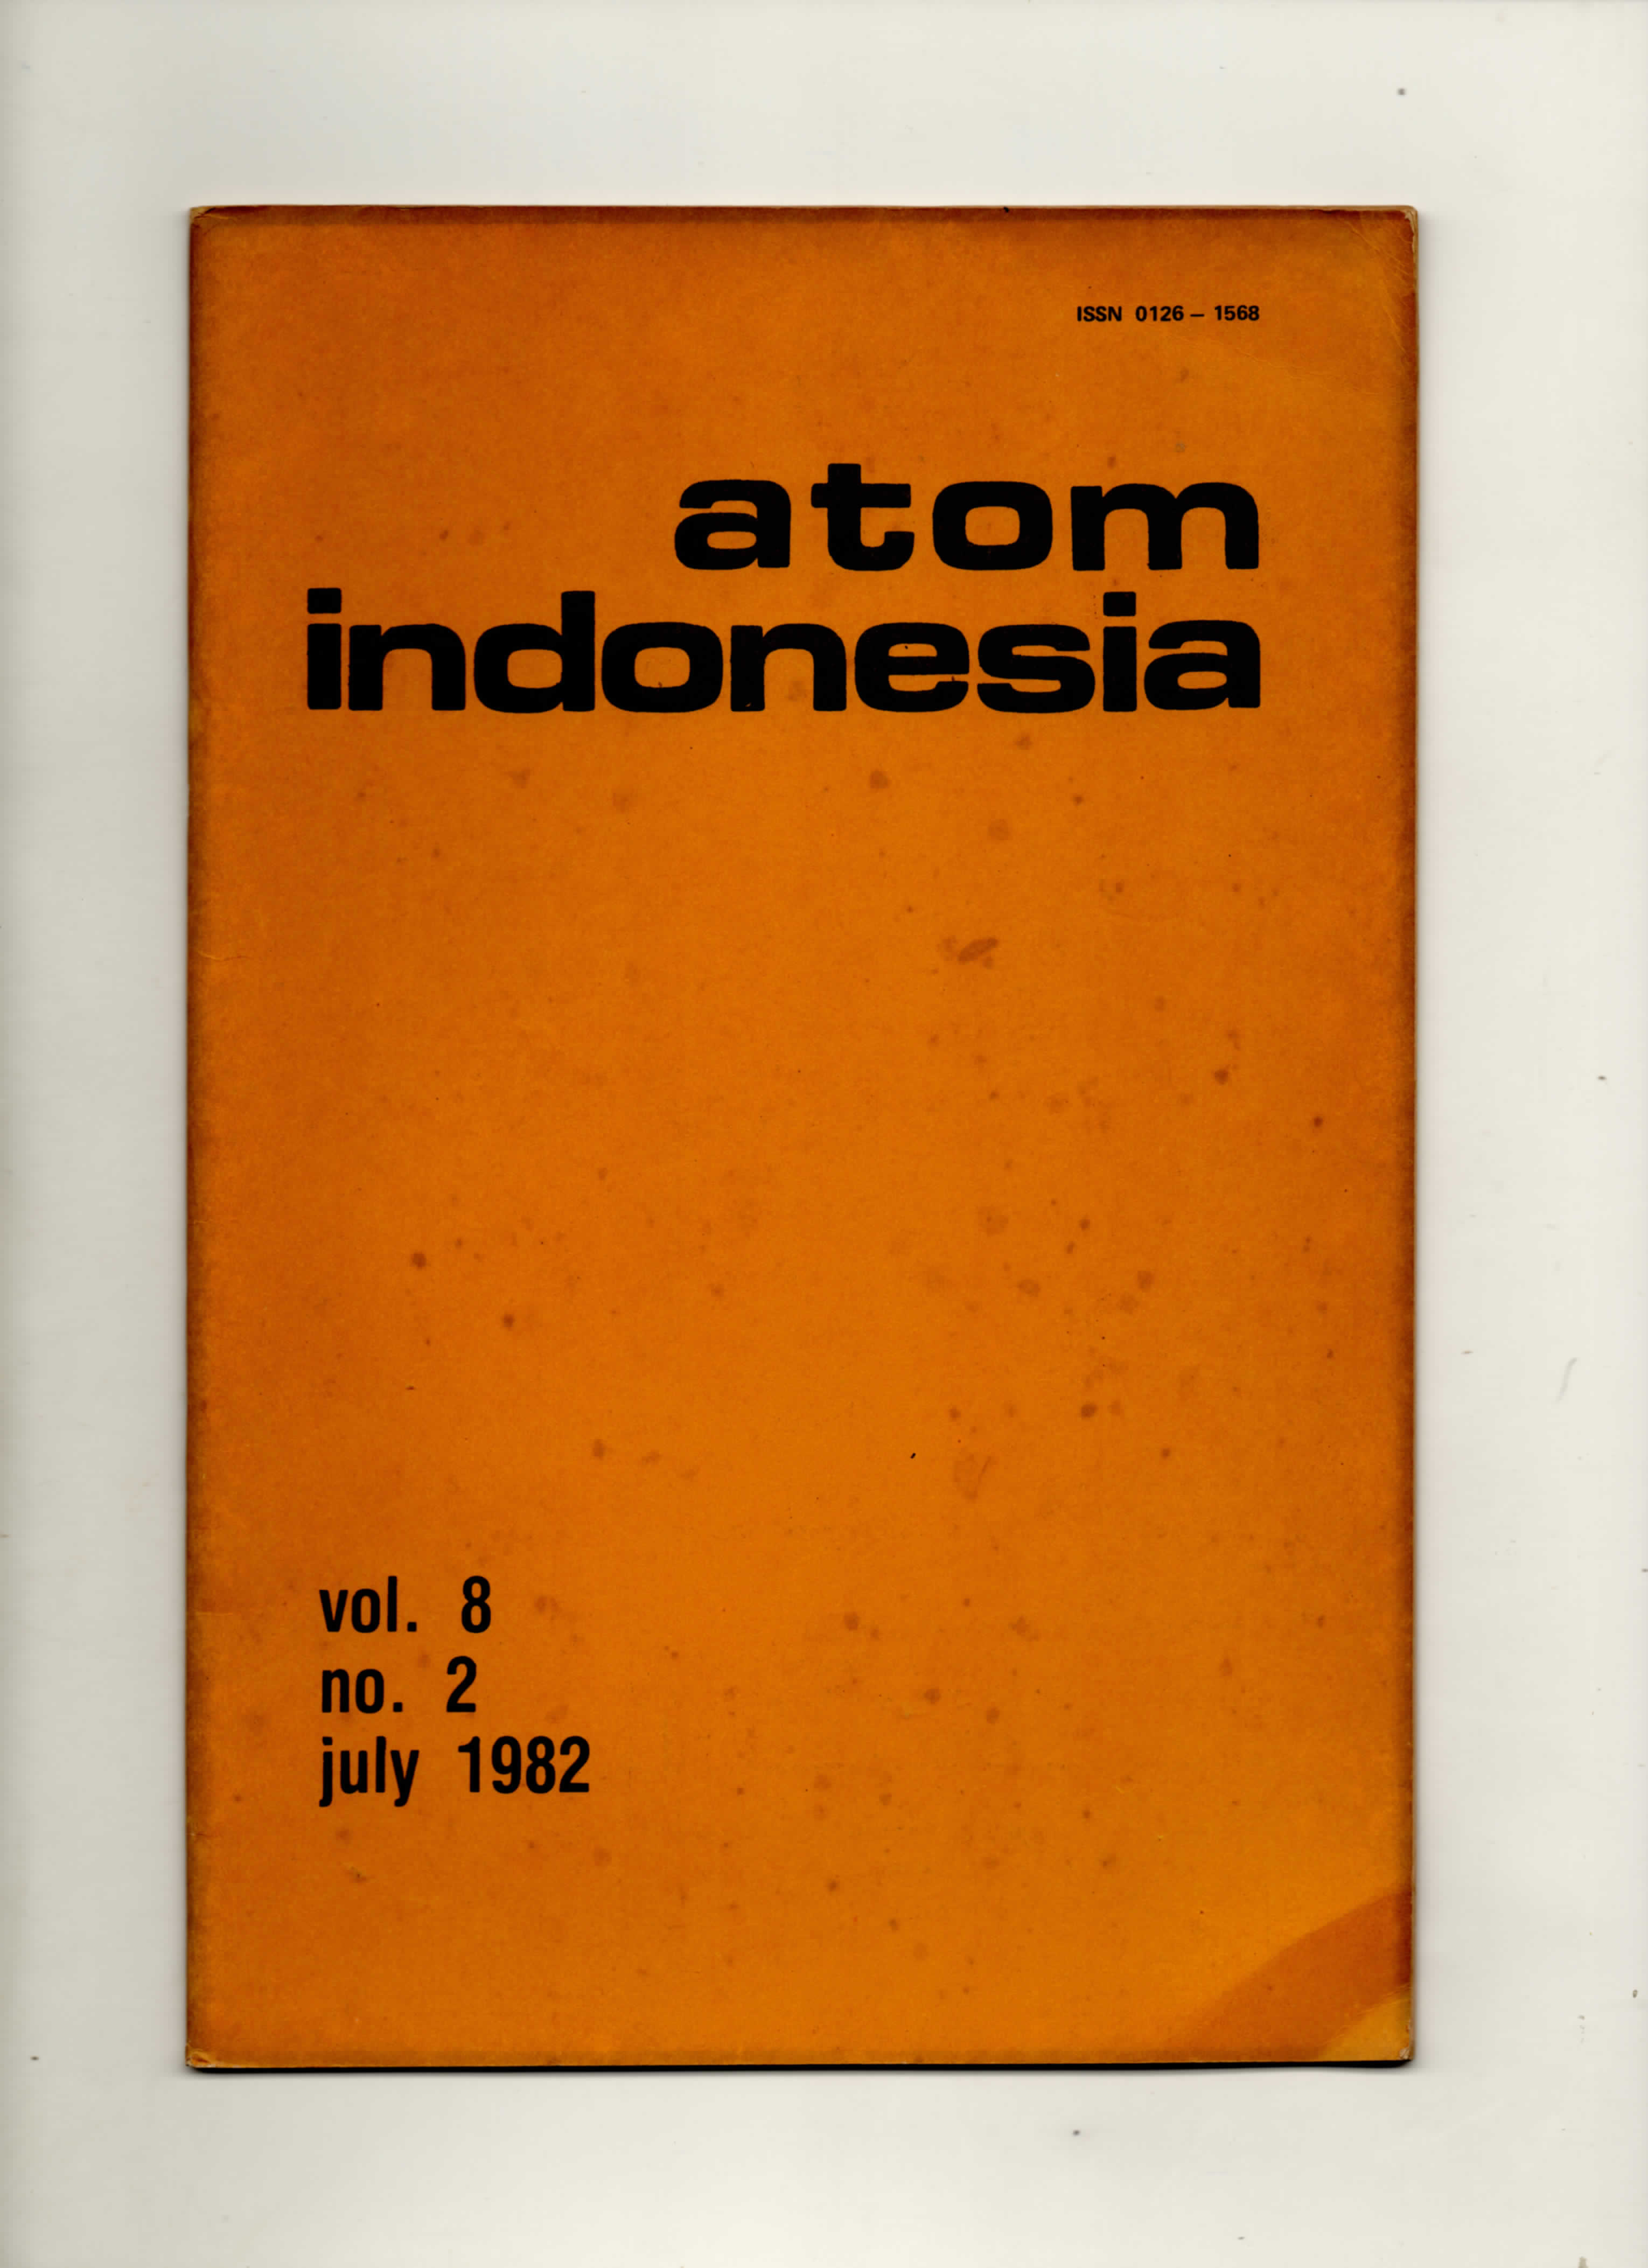 ISSN 0126 – 1568
atom
indonesia
vol. 8
no. 2
july 1982